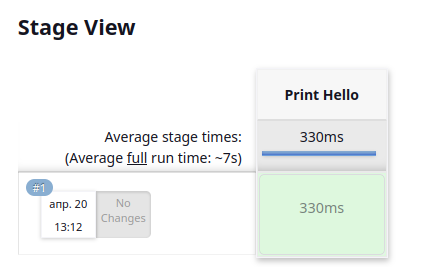 Stage View
Print Hello
Average stage times:
330ms
(Average full run time: ~7s)
#1
апр. 20
13:12
No
Changes
330ms